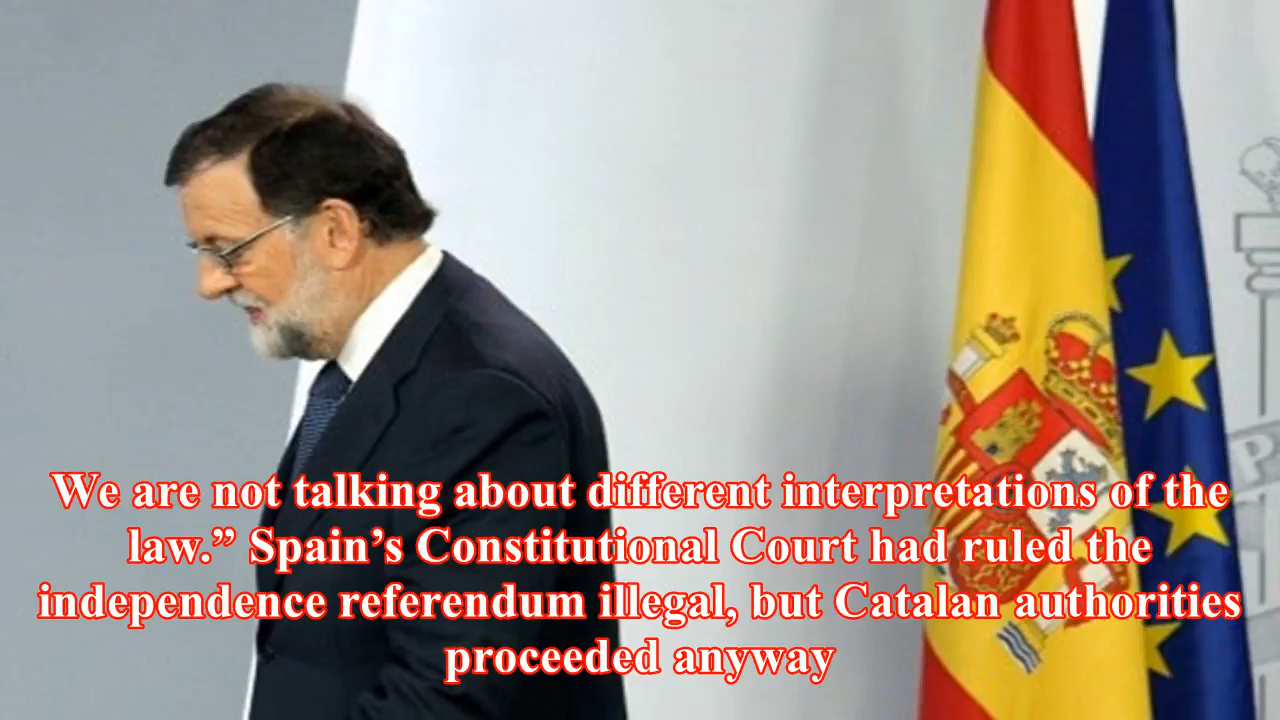 We are not talking about different interpretations of the
law.” Spain’s Constitutional Court had ruled the
independence referendum illegal, but Catalan authorities
proceeded anyway